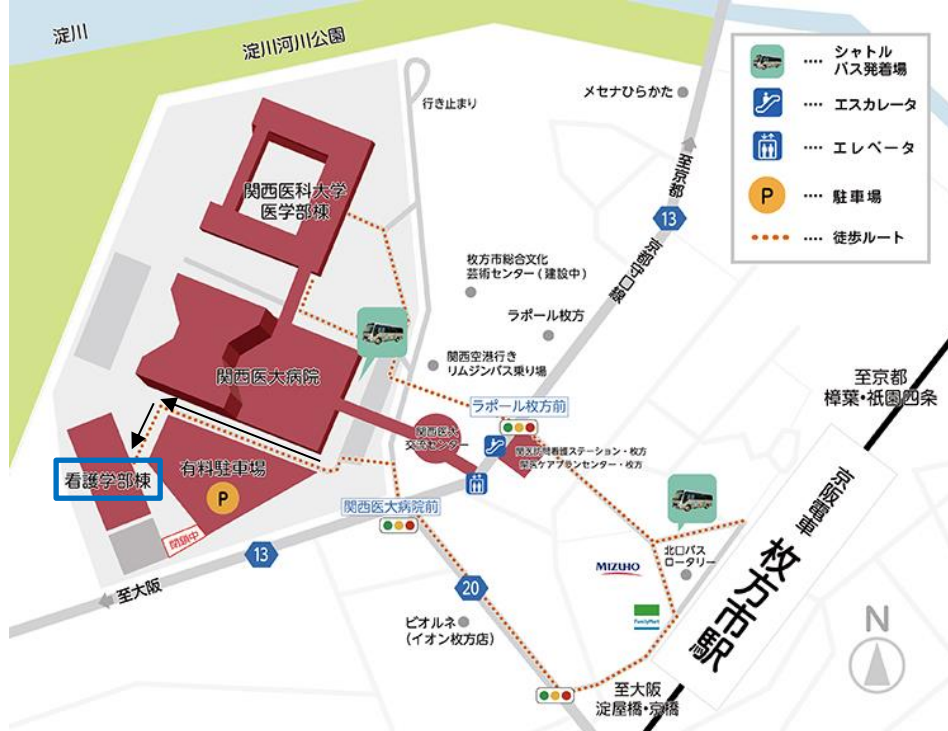 淀川
淀川河川公園
行き止まり
メセナひらかた
シャトル
バス発着場
エスカレータ
エレベータ
P
駐車場
徒歩ルート
至京都
13
京都守口線
関西医科大学
医学部棟
枚方市総合文化
芸術センター(建設中)
ラポール枚方
関西空港行き
リムジンバス乗り場
関西医大病院
ラポール枚方前
至京都
樟葉・祇園四条
関西医大
交流センター
関医訪問看護ステーション・枚方
関医ケアプランセンター・枚方
看護学部棟
有料駐車場
P
関西医大病院前
閉鎖中
13
至大阪
20
MIZUHO
北口バス
ロータリー
FamilyMart
京阪電車
枚方市駅
ビオルネ
(イオン枚方店)
N
至大阪
淀屋橋・京橋